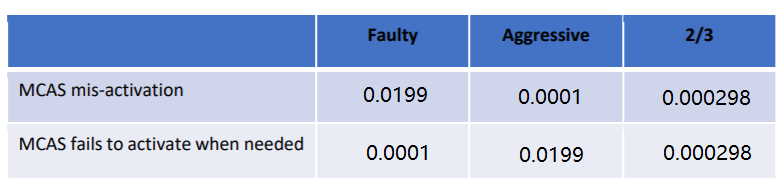 Faulty Aggressive 2/3
MCAS mis-activation 0.0199 0.0001 0.000298
MCAS fails to activate when needed 0.0001 0.0199 0.000298